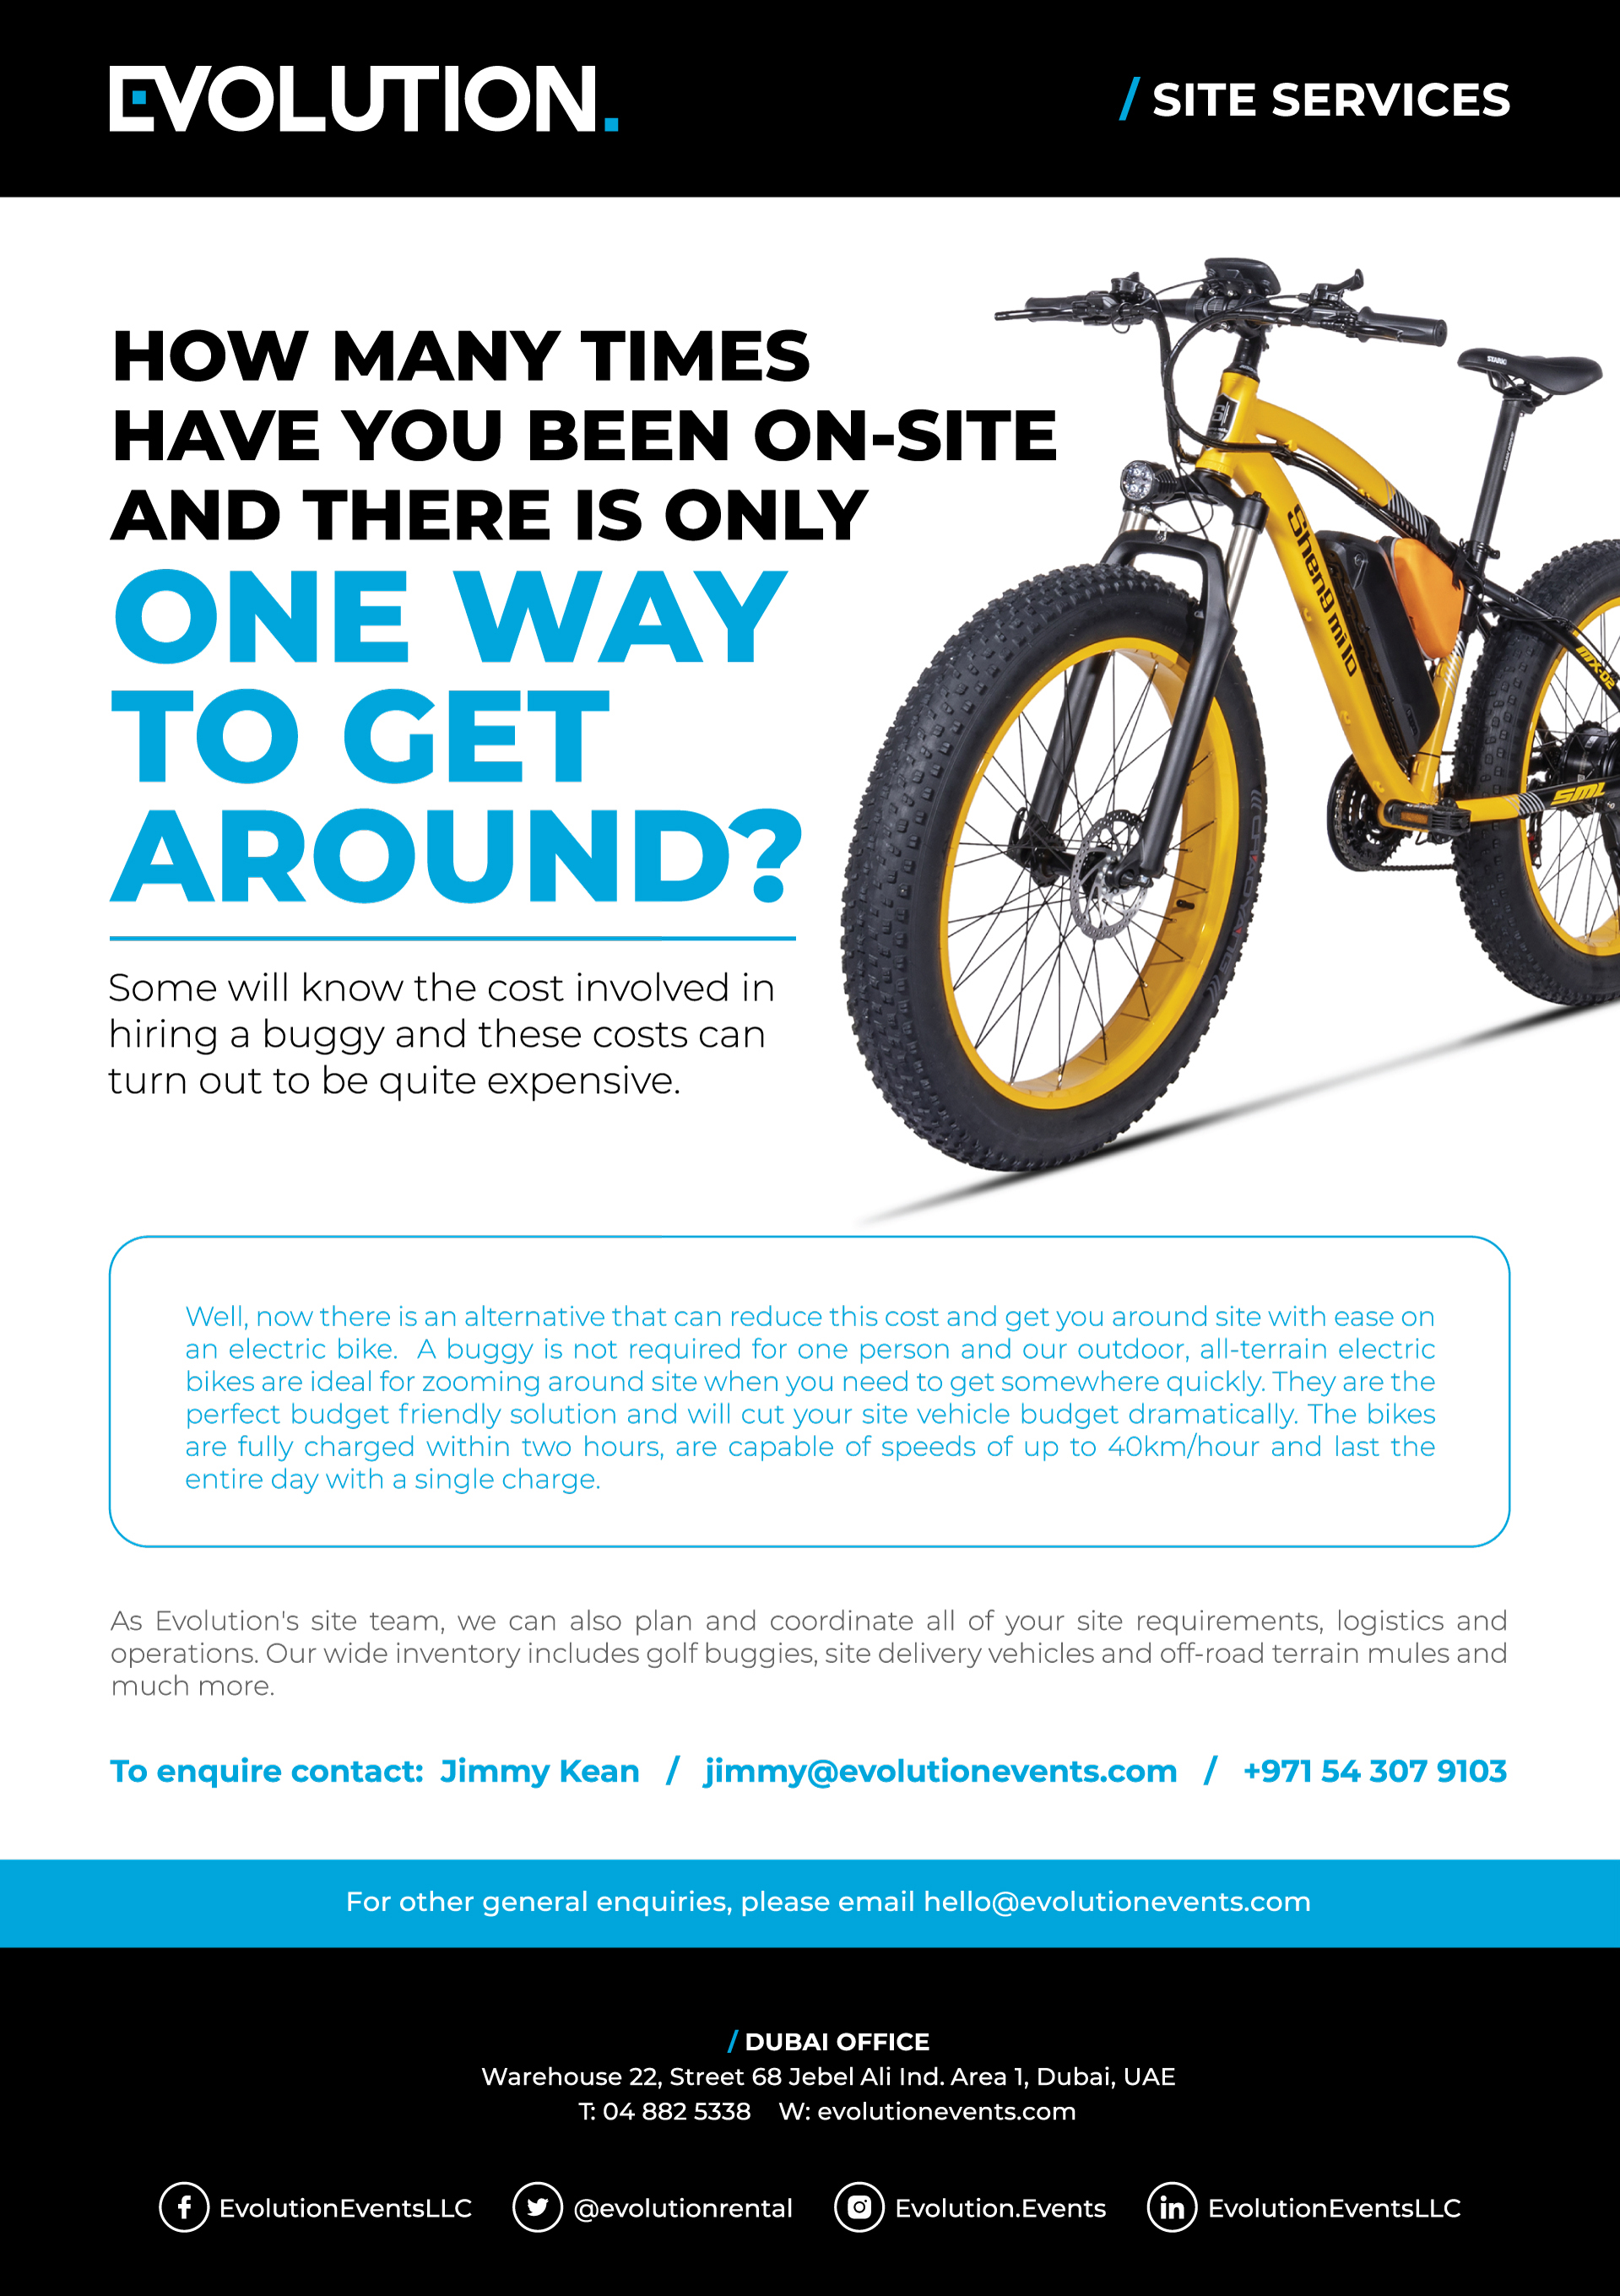 EVOLUTION.
/ SITE SERVICES
HOW MANY TIMES
HAVE YOU BEEN ON-SITE
AND THERE IS ONLY
ONE WAY
TO GET
AROUND?
Some will know the cost involved in
hiring a buggy and these costs can
turn out to be quite expensive.
STARIC
Shengmilo
MX-02
SML
Well, now there is an alternative that can reduce this cost and get you around site with ease on
an electric bike. A buggy is not required for one person and our outdoor, all-terrain electric
bikes are ideal for zooming around site when you need to get somewhere quickly. They are the
perfect budget friendly solution and will cut your site vehicle budget dramatically. The bikes
are fully charged within two hours, are capable of speeds of up to 40km/hour and last the
entire day with a single charge.
As Evolution's site team, we can also plan and coordinate all of your site requirements, logistics and
operations. Our wide inventory includes golf buggies, site delivery vehicles and off-road terrain mules and
much more.
To enquire contact: Jimmy Kean / jimmy@evolutionevents.com / +971 54 307 9103
For other general enquiries, please email hello@evolutionevents.com
/ DUBAI OFFICE
Warehouse 22, Street 68 Jebel Ali Ind. Area 1, Dubai, UAE
T: 04 882 5338 W: evolutionevents.com
EvolutionEventsLLC @evolutionrental Evolution.Events EvolutionEventsLLC